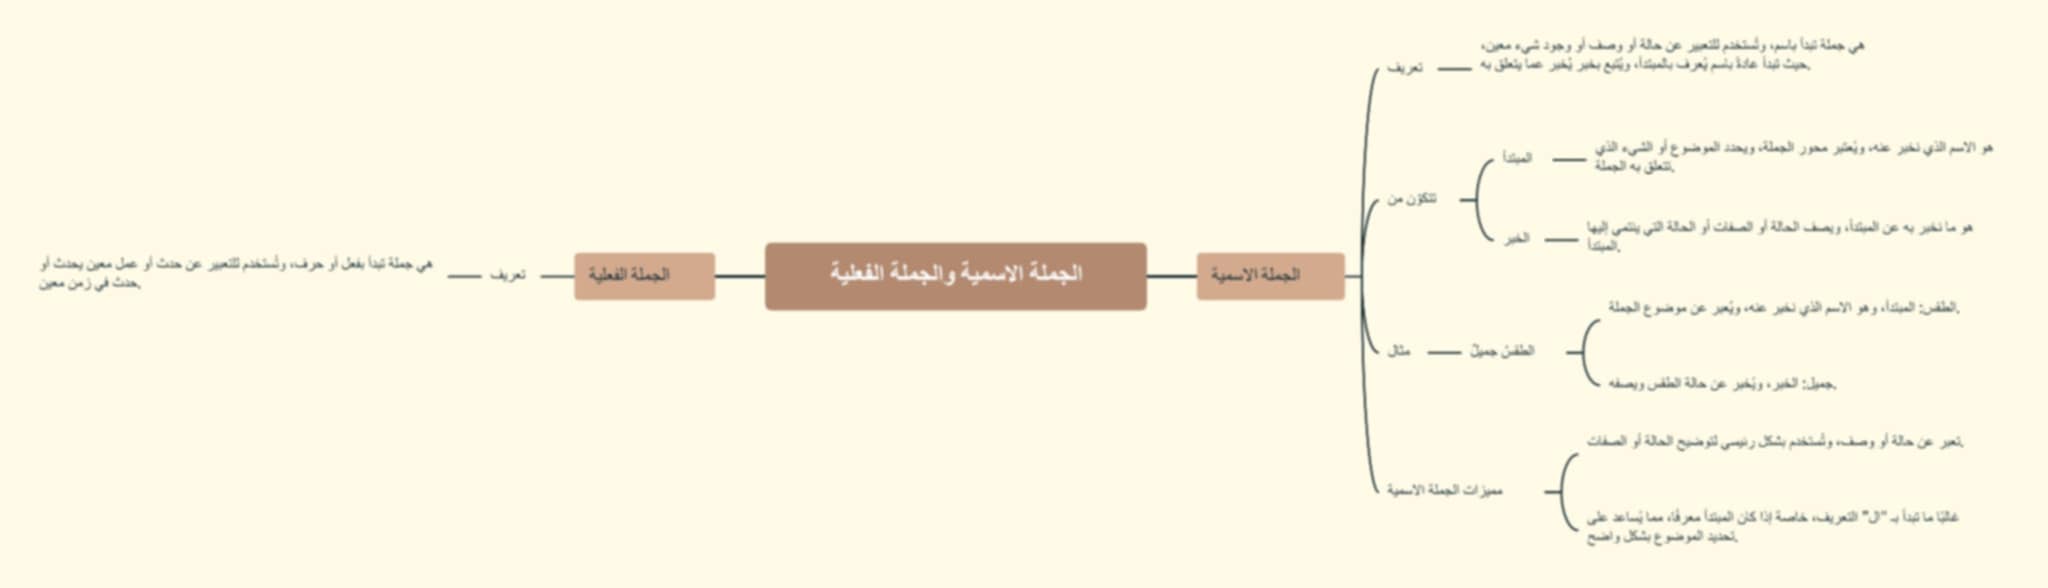 الجملة الاسمية والجملة الفعلية
الجملة الاسمية
تعريف
هي جملة تبدأ باسم، وتُستخدم للتعبير عن حالة أو وصف أو وجود شيء معين،
حيث تبدأ عادةً باسم يُعرف بالمبتدأ، ويُتبع بخبر يُخبر عما يتعلق به.
تتكوّن من
المبتدأ
هو الاسم الذي نخبر عنه، ويُعتبر محور الجملة، ويحدد الموضوع أو الشيء الذي
تتعلق به الجملة.
الخبر
هو ما نخبر به عن المبتدأ، ويصف الحالة أو الصفات أو الحالة التي ينتمي إليها
المبتدأ.
مثال
الطقسُ جميلٌ
الطقس: المبتدأ، وهو الاسم الذي نخبر عنه، ويُعبر عن موضوع الجملة.
جميل: الخبر، ويُخبر عن حالة الطقس ويصفه.
مميزات الجملة الاسمية
تعبر عن حالة أو وصف، وتُستخدم بشكل رئيسي لتوضيح الحالة أو الصفات.
غالبًا ما تبدأ بـ "ال" التعريف، خاصة إذا كان المبتدأ معرفًا، مما يُساعد على
تحديد الموضوع بشكل واضح.
الجملة الفعلية
تعريف
هي جملة تبدأ بفعل أو حرف، وتُستخدم للتعبير عن حدث أو عمل معين يحدث أو
حدث في زمن معين.